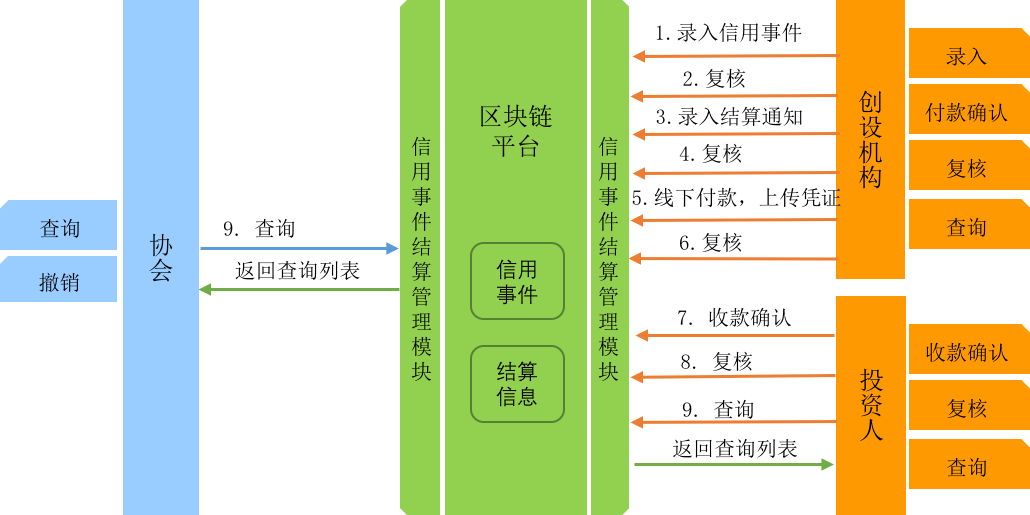 查询
撤销
协会
9. 查询
返回查询列表
信用事件结算管理模块
区块链
平台
信用
事件
结算
信息
信用事件结算管理模块
1.录入信用事件
2.复核
3.录入结算通知
4.复核
5.线下付款，上传凭证
6.复核
7. 收款确认
8. 复核
9. 查询
返回查询列表
创设机构
录入
付款确认
复核
查询
投资人
收款确认
复核
查询